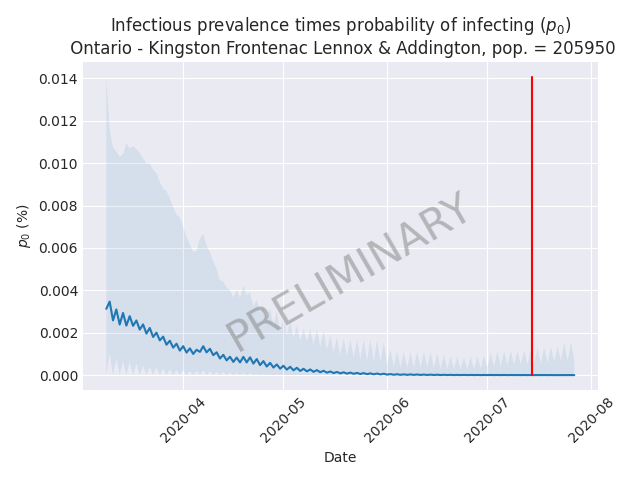 Infectious prevalence times probability of infecting (p₀)
Ontario - Kingston Frontenac Lennox & Addington, pop. = 205950
0.014
0.012
0.010
0.008
0.006
0.004
0.002
0.000
p₀ (%)
PRELIMINARY
2020-04
2020-05
2020-06
2020-07
2020-08
Date